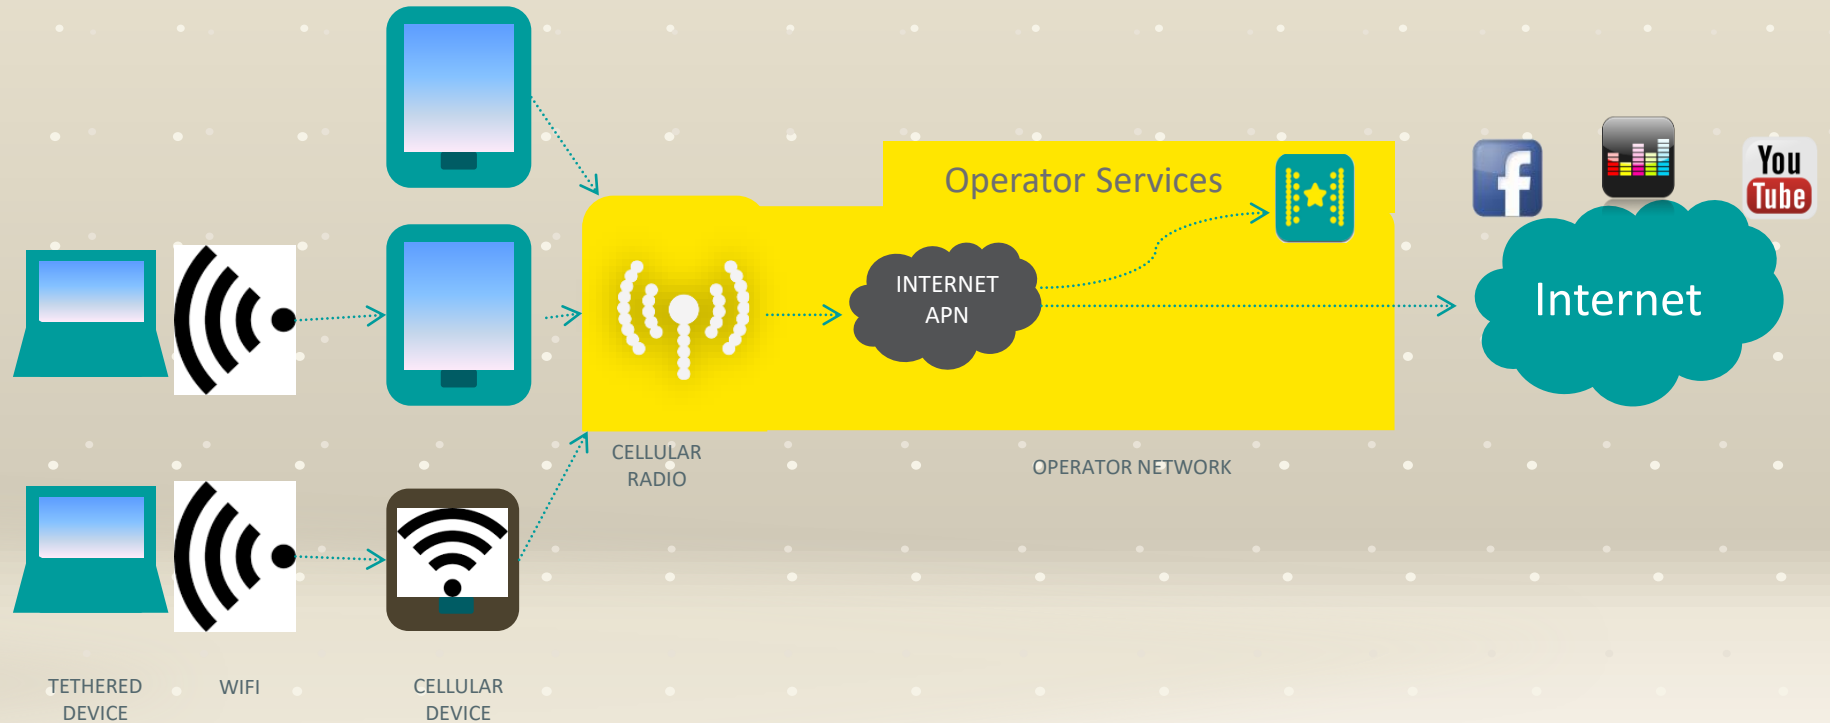 You
Tube
f
Operator Services
INTERNET
APN
Internet
CELLULAR
RADIO
OPERATOR NETWORK
TETHERED
DEVICE
WIFI
CELLULAR
DEVICE